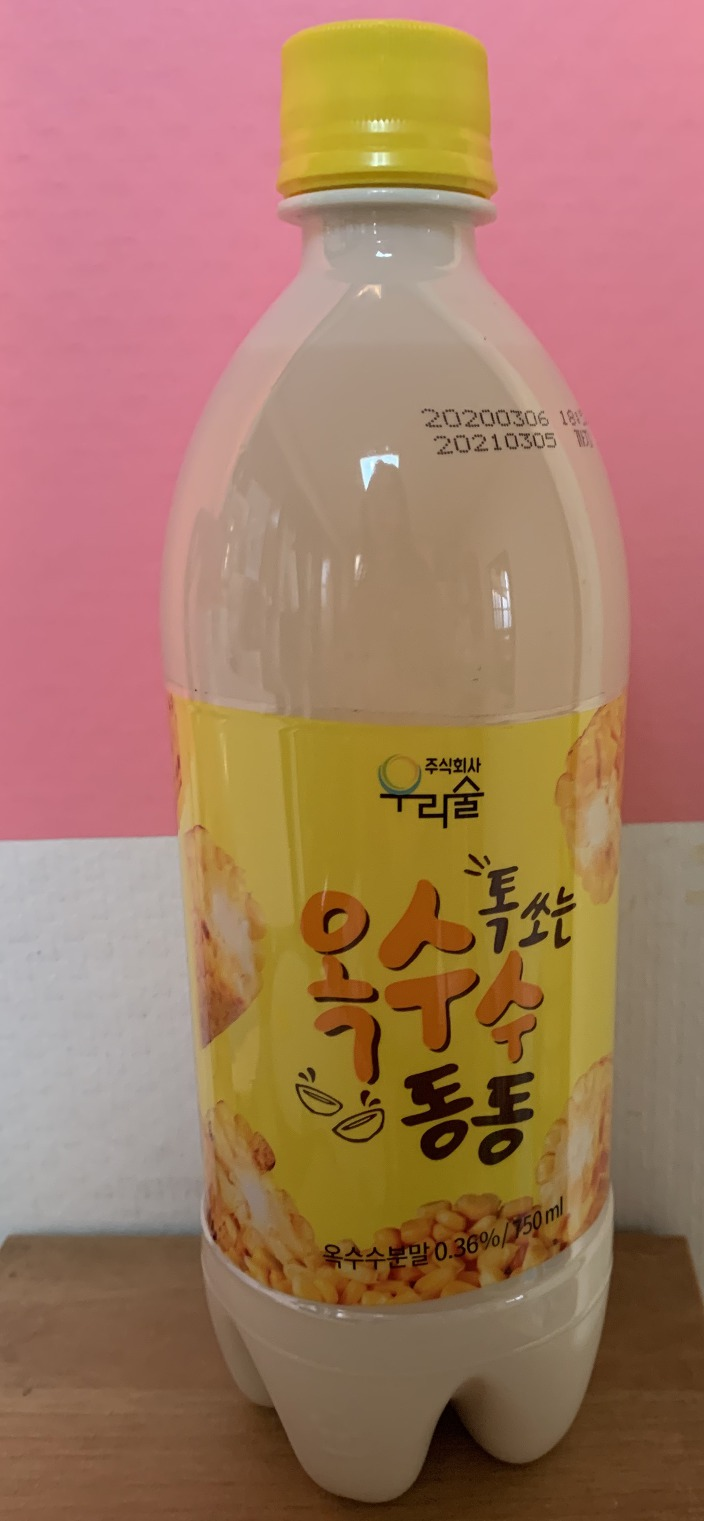 20200306
20210305
주식회사
우리술
톡 쏘는
옥수수
동동
옥수수분말 0.36%/750ml